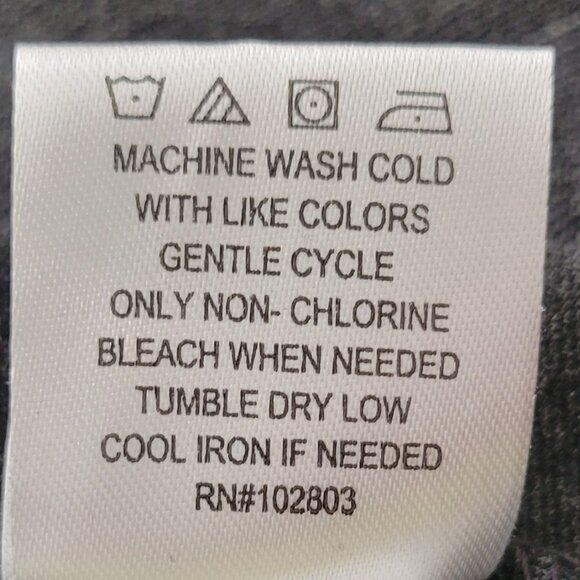 MACHINE WASH COLD
WITH LIKE COLORS
GENTLE CYCLE
ONLY NON- CHLORINE
BLEACH WHEN NEEDED
TUMBLE DRY LOW
COOL IRON IF NEEDED
RN#102803